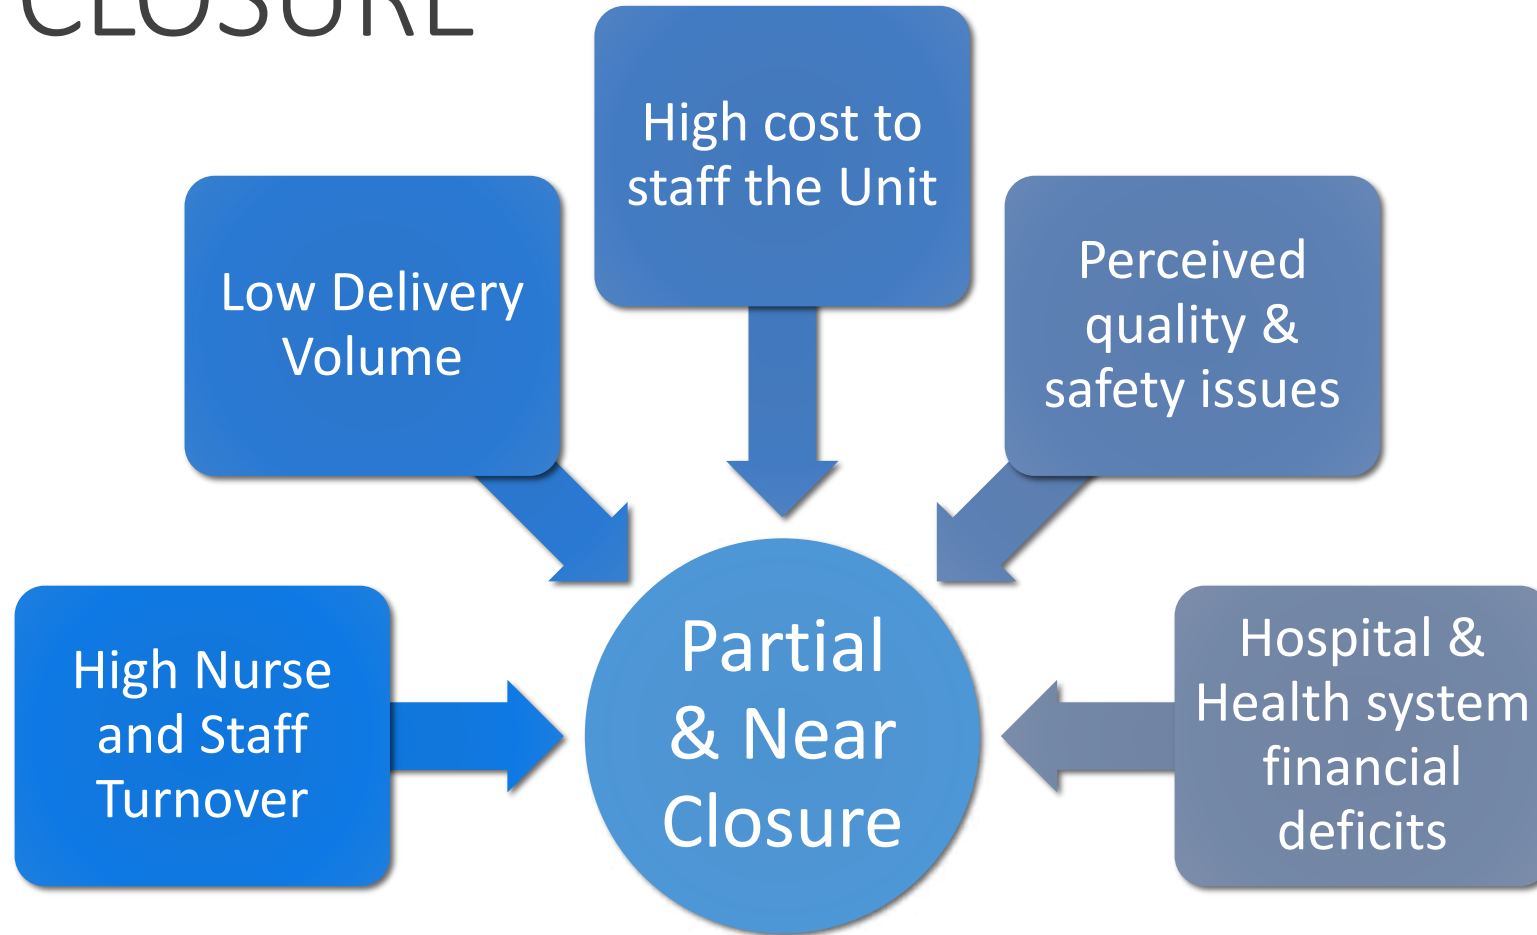 CLOSURE
High cost to
staff the Unit
Low Delivery
Volume
Perceived
quality &
safety issues
High Nurse
and Staff
Turnover
Partial
& Near
Closure
Hospital &
Health system
financial
deficits